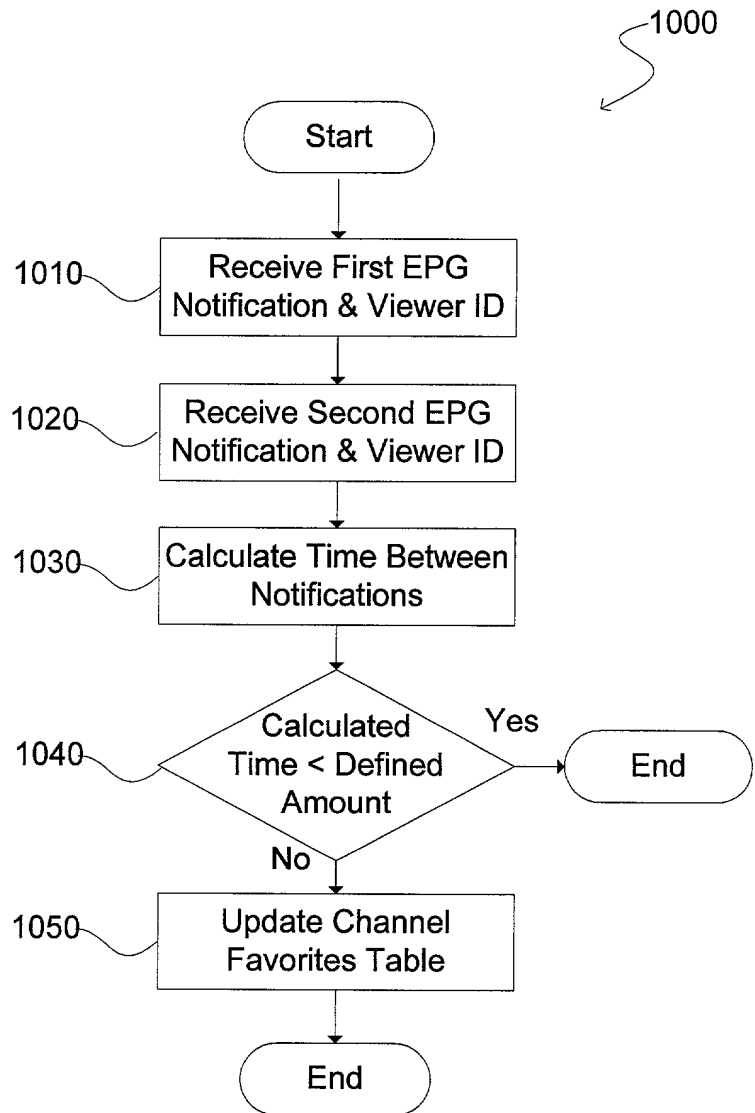 1000
Start
1010
Receive First EPG
Notification & Viewer ID
1020
Receive Second EPG
Notification & Viewer ID
1030
Calculate Time Between
Notifications
1040
Calculated
Time < Defined
Amount
Yes
End
No
1050
Update Channel
Favorites Table
End